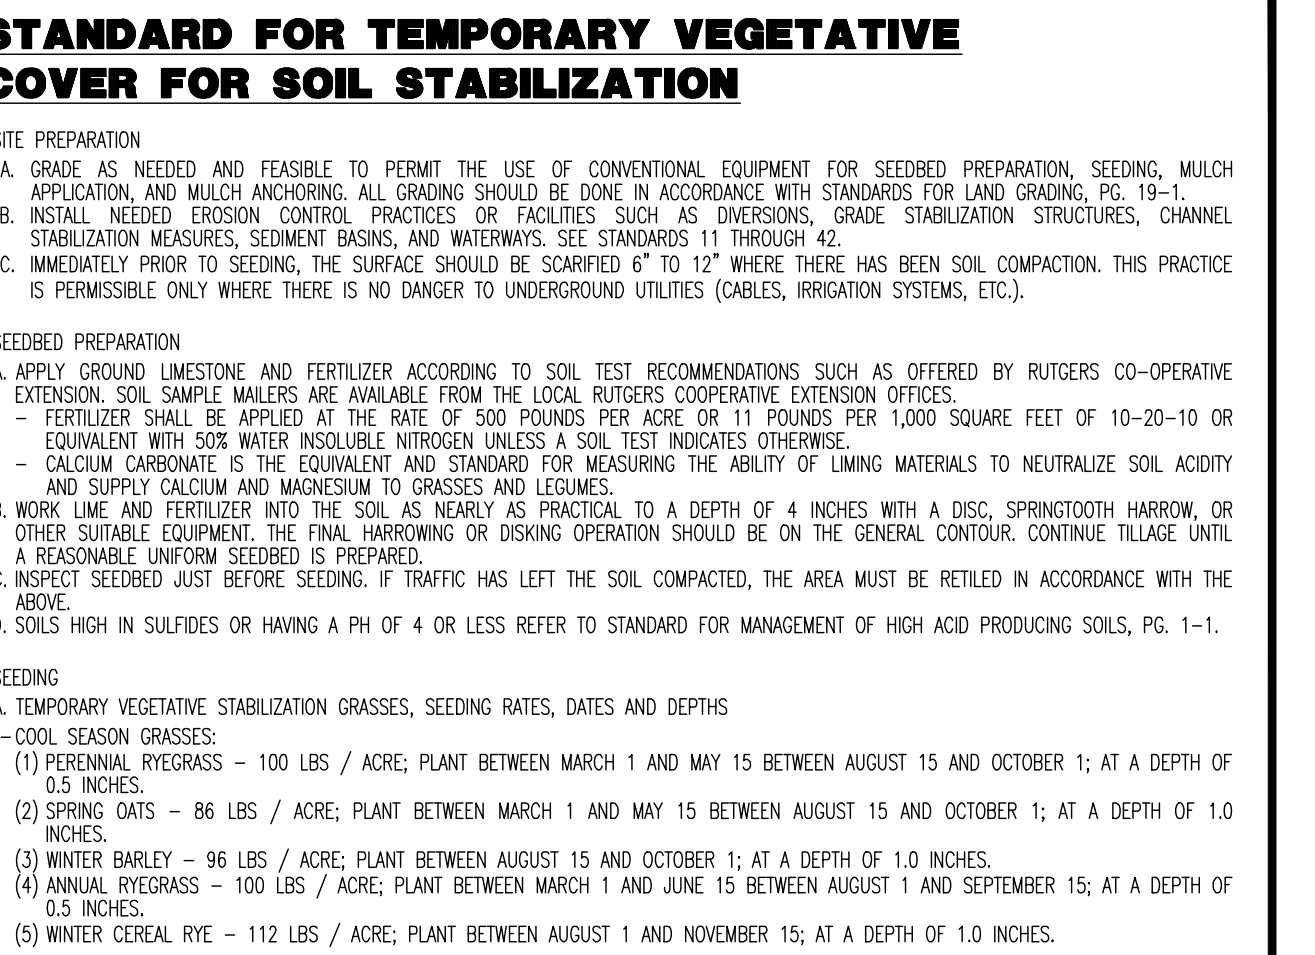 STANDARD FOR TEMPORARY VEGETATIVE
COVER FOR SOIL STABILIZATION
SITE PREPARATION
A. GRADE AS NEEDED AND FEASIBLE TO PERMIT THE USE OF CONVENTIONAL EQUIPMENT FOR SEEDBED PREPARATION, SEEDING, MULCH
APPLICATION, AND MULCH ANCHORING. ALL GRADING SHOULD BE DONE IN ACCORDANCE WITH STANDARDS FOR LAND GRADING, PG. 19-1.
B. INSTALL NEEDED EROSION CONTROL PRACTICES OR FACILITIES SUCH AS DIVERSIONS, GRADE STABILIZATION STRUCTURES, CHANNEL
STABILIZATION MEASURES, SEDIMENT BASINS, AND WATERWAYS. SEE STANDARDS 11 THROUGH 42.
C. IMMEDIATELY PRIOR TO SEEDING, THE SURFACE SHOULD BE SCARIFIED 6" TO 12" WHERE THERE HAS BEEN SOIL COMPACTION. THIS PRACTICE
IS PERMISSIBLE ONLY WHERE THERE IS NO DANGER TO UNDERGROUND UTILITIES (CABLES, IRRIGATION SYSTEMS, ETC.).
SEEDBED PREPARATION
A. APPLY GROUND LIMESTONE AND FERTILIZER ACCORDING TO SOIL TEST RECOMMENDATIONS SUCH AS OFFERED BY RUTGERS CO-OPERATIVE
EXTENSION. SOIL SAMPLE MAILERS ARE AVAILABLE FROM THE LOCAL RUTGERS COOPERATIVE EXTENSION OFFICES.
- FERTILIZER SHALL BE APPLIED AT THE RATE OF 500 POUNDS PER ACRE OR 11 POUNDS PER 1,000 SQUARE FEET OF 10-20-10 OR
EQUIVALENT WITH 50% WATER INSOLUBLE NITROGEN UNLESS A SOIL TEST INDICATES OTHERWISE.
- CALCIUM CARBONATE IS THE EQUIVALENT AND STANDARD FOR MEASURING THE ABILITY OF LIMING MATERIALS TO NEUTRALIZE SOIL ACIDITY
AND SUPPLY CALCIUM AND MAGNESIUM TO GRASSES AND LEGUMES.
B. WORK LIME AND FERTILIZER INTO THE SOIL AS NEARLY AS PRACTICAL TO A DEPTH OF 4 INCHES WITH A DISC, SPRINGTOOTH HARROW, OR
OTHER SUITABLE EQUIPMENT. THE FINAL HARROWING OR DISKING OPERATION SHOULD BE ON THE GENERAL CONTOUR. CONTINUE TILLAGE UNTIL
A REASONABLE UNIFORM SEEDBED IS PREPARED.
C. INSPECT SEEDBED JUST BEFORE SEEDING. IF TRAFFIC HAS LEFT THE SOIL COMPACTED, THE AREA MUST BE RETILED IN ACCORDANCE WITH THE
ABOVE.
D. SOILS HIGH IN SULFIDES OR HAVING A PH OF 4 OR LESS REFER TO STANDARD FOR MANAGEMENT OF HIGH ACID PRODUCING SOILS, PG. 1-1.
SEEDING
A. TEMPORARY VEGETATIVE STABILIZATION GRASSES, SEEDING RATES, DATES AND DEPTHS
- COOL SEASON GRASSES:
(1) PERENNIAL RYEGRASS - 100 LBS / ACRE; PLANT BETWEEN MARCH 1 AND MAY 15 BETWEEN AUGUST 15 AND OCTOBER 1; AT A DEPTH OF
0.5 INCHES.
(2) SPRING OATS - 86 LBS / ACRE; PLANT BETWEEN MARCH 1 AND MAY 15 BETWEEN AUGUST 15 AND OCTOBER 1; AT A DEPTH OF 1.0
INCHES.
(3) WINTER BARLEY - 96 LBS / ACRE; PLANT BETWEEN AUGUST 15 AND OCTOBER 1; AT A DEPTH OF 1.0 INCHES.
(4) ANNUAL RYEGRASS - 100 LBS / ACRE; PLANT BETWEEN MARCH 1 AND JUNE 15 BETWEEN AUGUST 1 AND SEPTEMBER 15; AT A DEPTH OF
0.5 INCHES.
(5) WINTER CEREAL RYE - 112 LBS / ACRE; PLANT BETWEEN AUGUST 1 AND NOVEMBER 15; AT A DEPTH OF 1.0 INCHES.